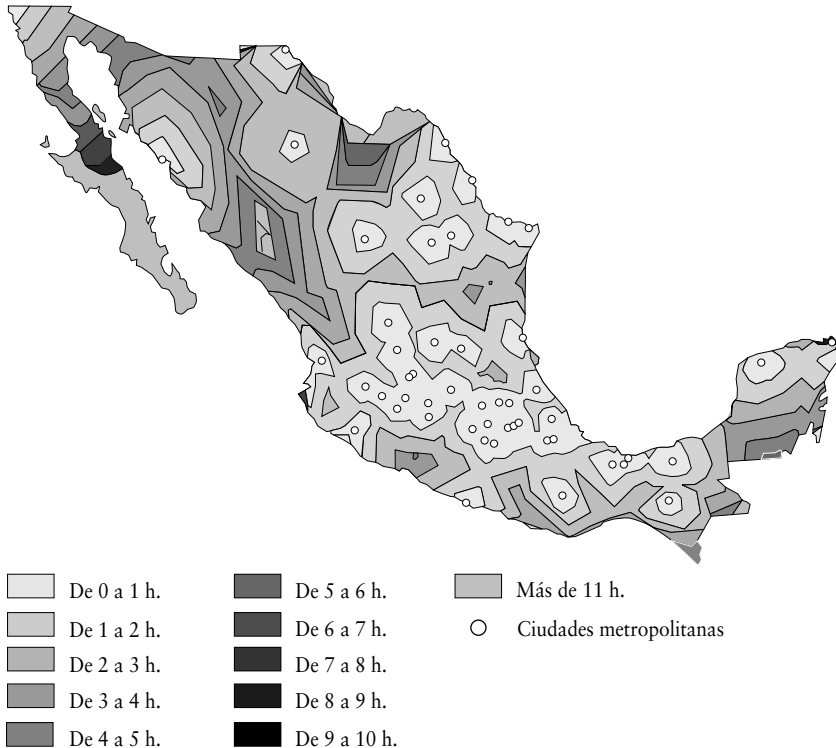 De 0 a 1 h.
De 1 a 2 h.
De 2 a 3 h.
De 3 a 4 h.
De 4 a 5 h.
De 5 a 6 h.
De 6 a 7 h.
De 7 a 8 h.
De 8 a 9 h.
De 9 a 10 h.
Más de 11 h.
Ciudades metropolitanas